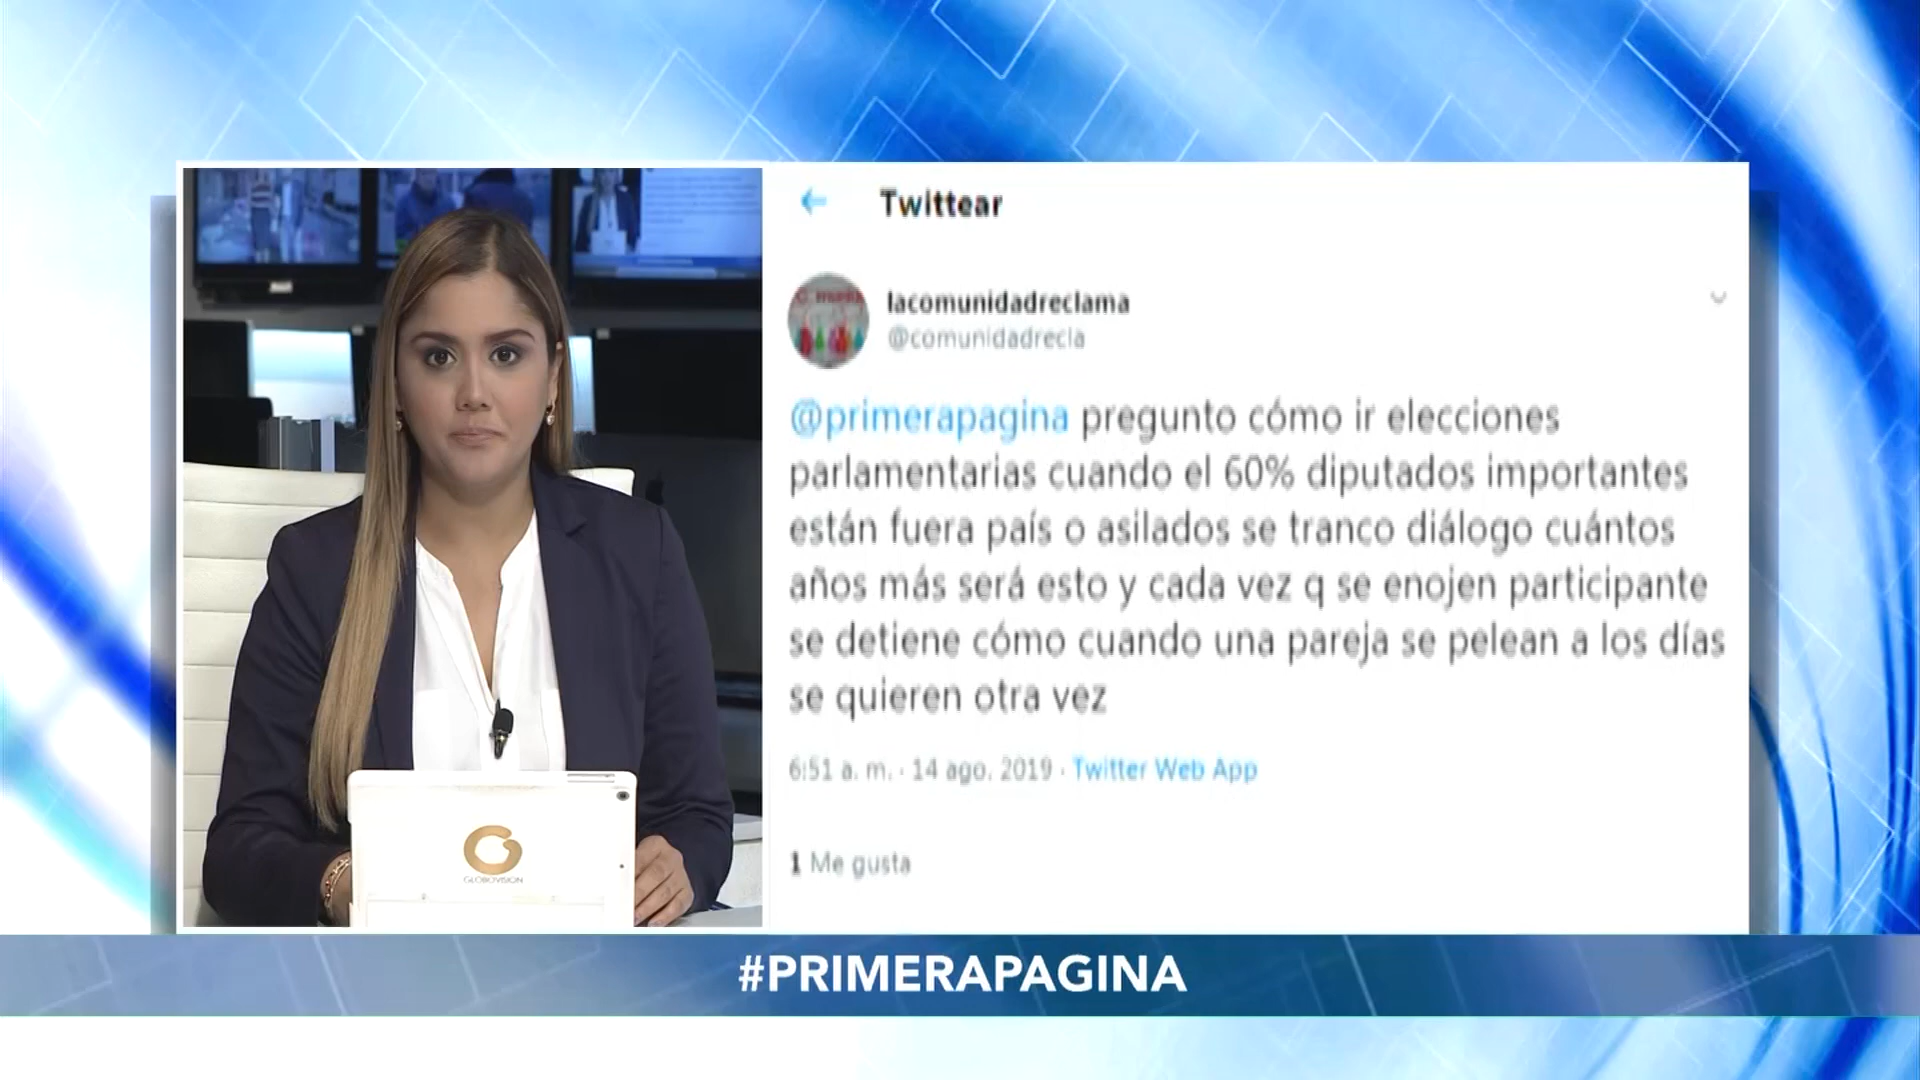 Twittear
lacomunidadreclama
@comunidadrecla
@primerapagina pregunto cómo ir elecciones
parlamentarias cuando el 60% diputados importantes
están fuera país o asilados se tranco diálogo cuántos
años más será esto y cada vez q se enojen participante
se detiene cómo cuando una pareja se pelean a los días
se quieren otra vez
6:51 a. m. · 14 ago. 2019 · Twitter Web App
1 Me gusta
GLOBOVISION
#PRIMERAPAGINA